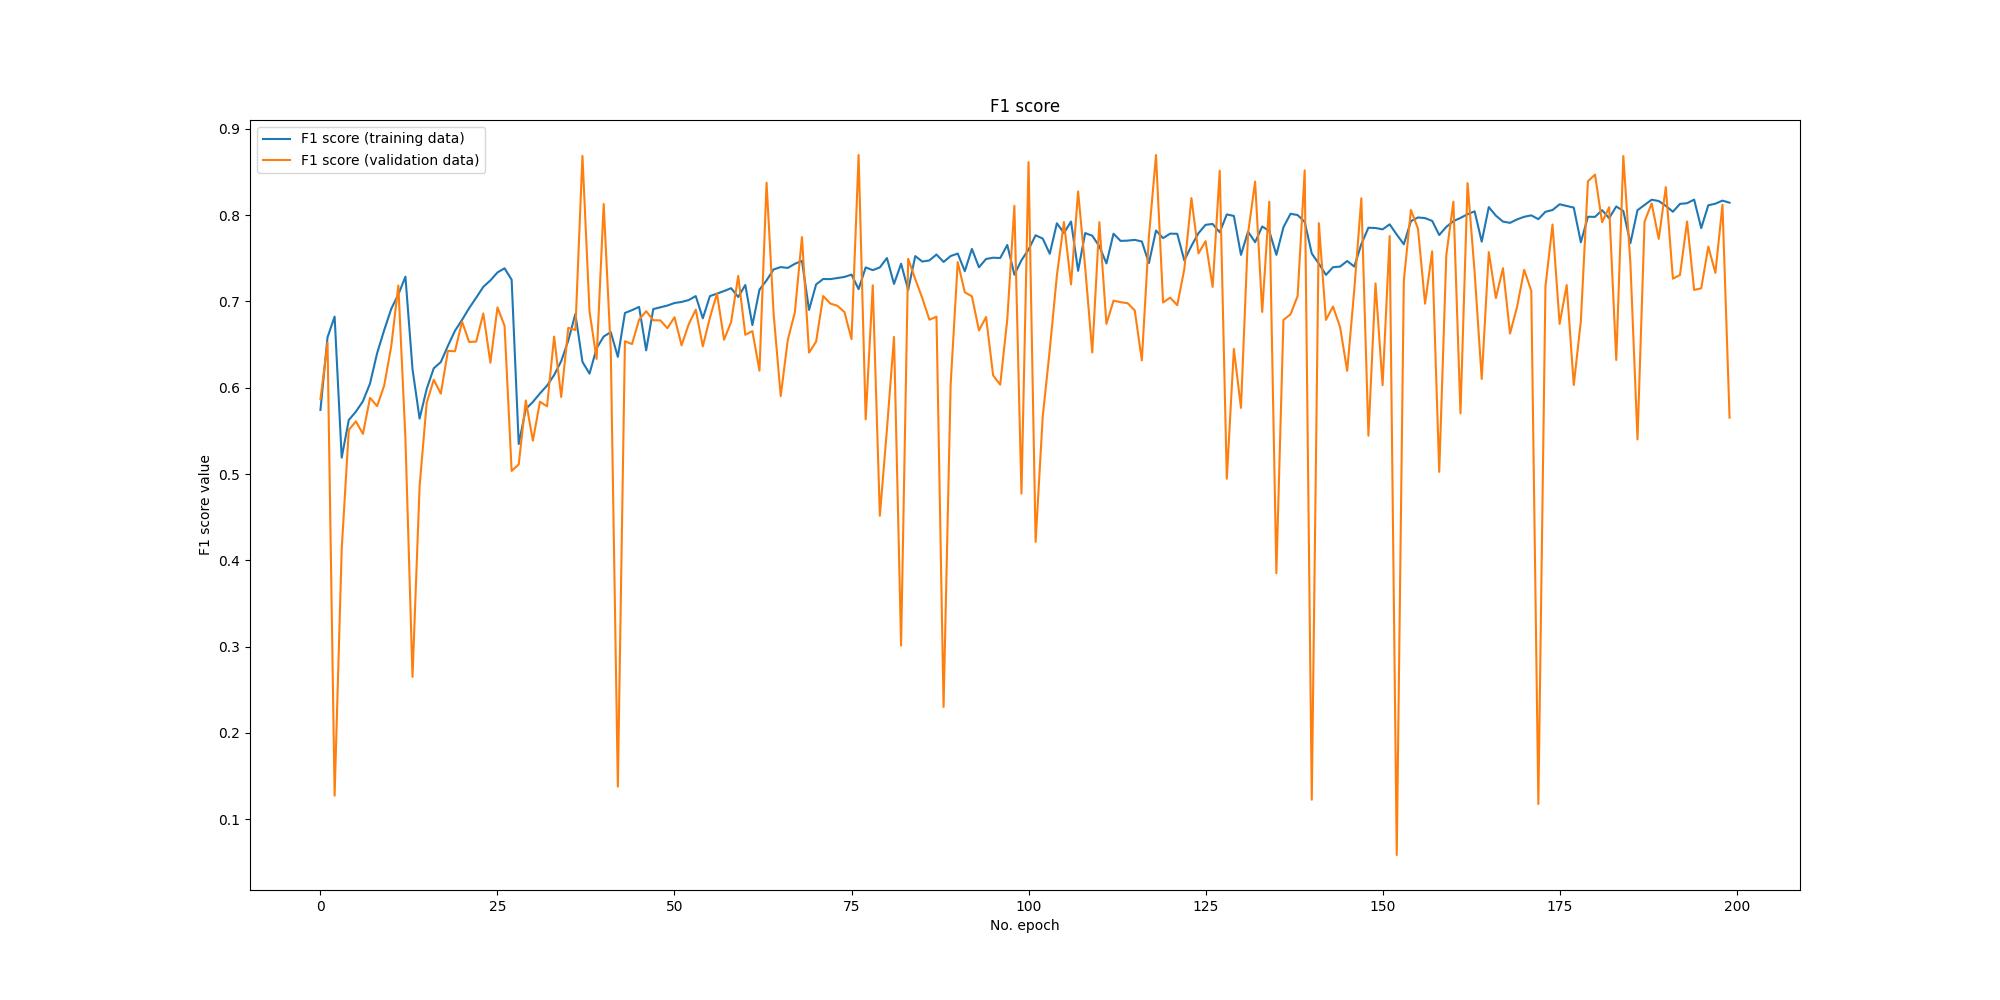 F1 score
F1 score (training data)
F1 score (validation data)
F1 score value
0.9
0.8
0.7
0.6
0.5
0.4
0.3
0.2
0.1
0 25 50 75 100 125 150 175 200
No. epoch